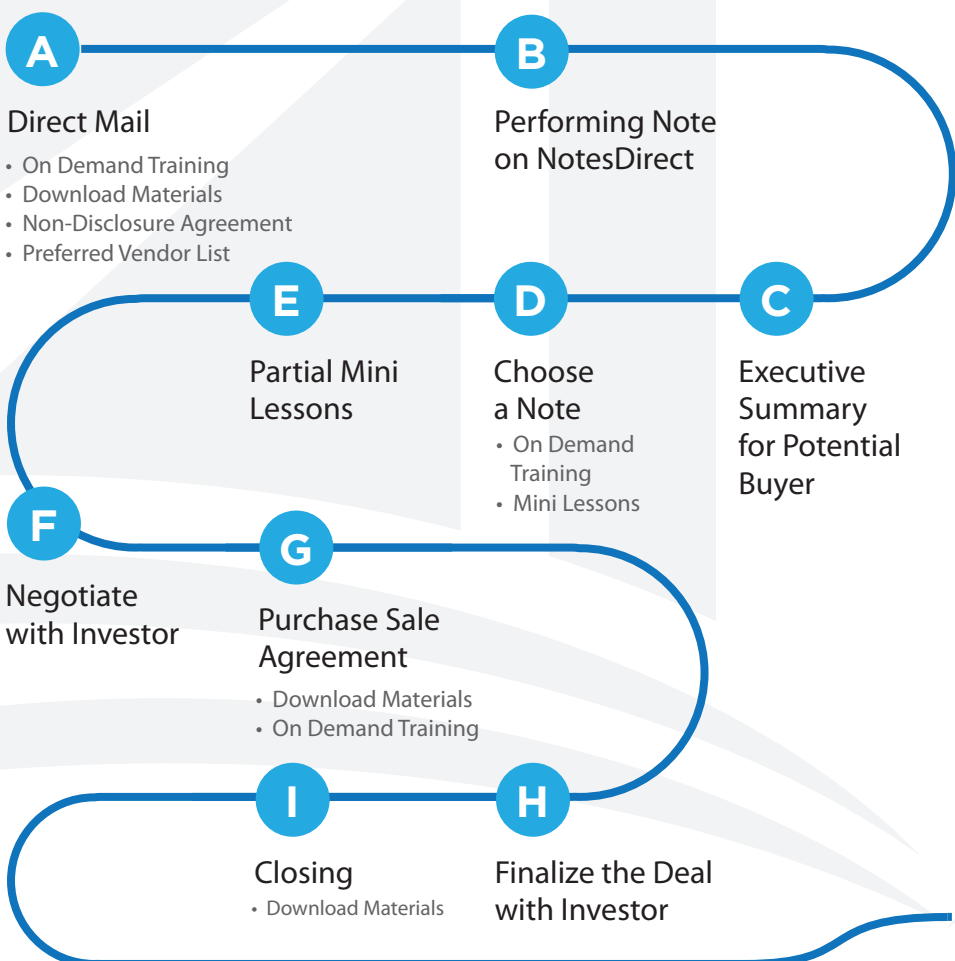 A
Direct Mail
• On Demand Training
• Download Materials
• Non-Disclosure Agreement
• Preferred Vendor List
B
Performing Note
on NotesDirect
C
Executive
Summary
for Potential
Buyer
D
Choose
a Note
• On Demand
Training
• Mini Lessons
E
Partial Mini
Lessons
F
Negotiate
with Investor
G
Purchase Sale
Agreement
• Download Materials
• On Demand Training
H
Finalize the Deal
with Investor
I
Closing
• Download Materials